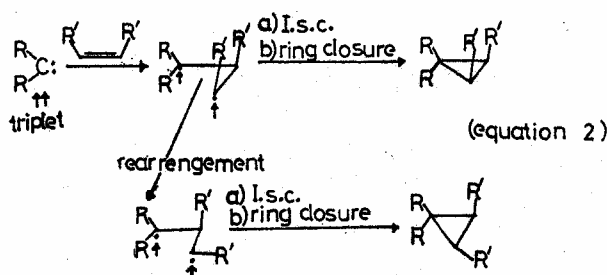 R R' R' R' a) I.s.c. R' R'
C: R b) ring closure R
R R R
triplet
(equation 2)
rearrengement
R R' a) I.s.c. R R'
R b) ring closure R
R' R'